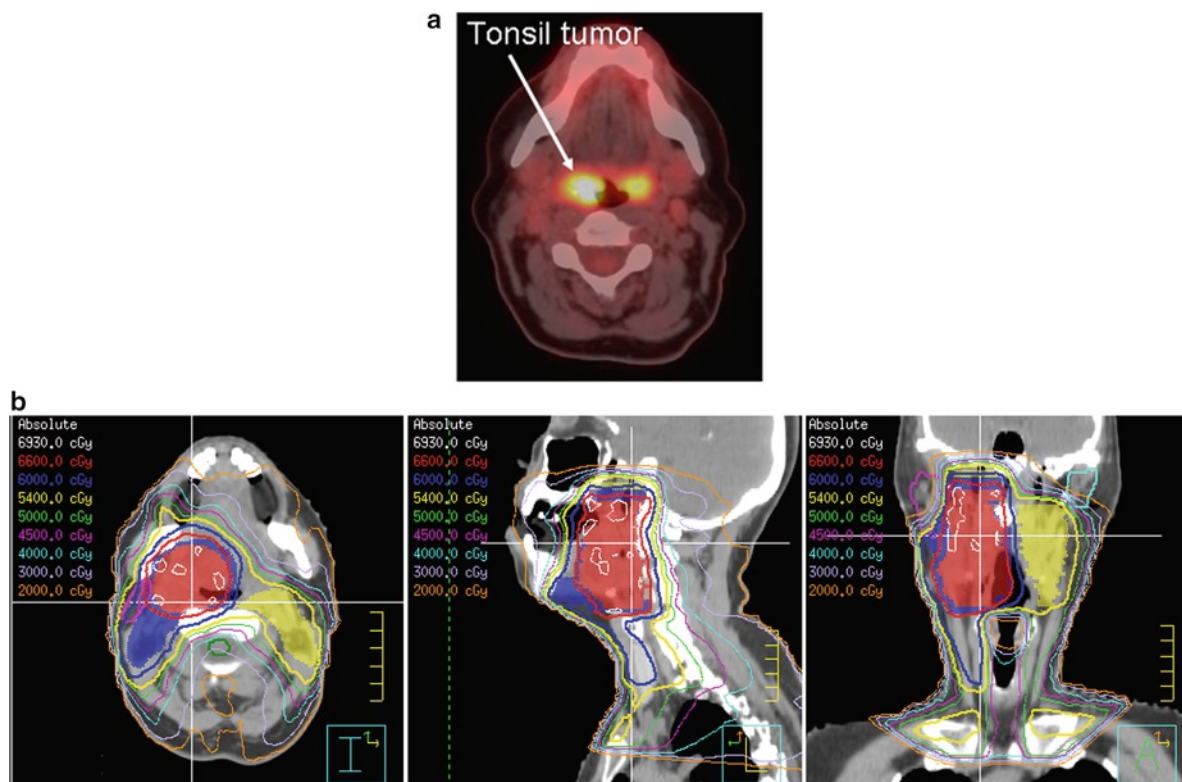 a
Tonsil tumor
b
Absolute
6930.0 cGy
6600.0 cGy
6000.0 cGy
5400.0 cGy
5000.0 cGy
4500.0 cGy
4000.0 cGy
3000.0 cGy
2000.0 cGy
Absolute
6930.0 cGy
6600.0 cGy
6000.0 cGy
5400.0 cGy
5000.0 cGy
4500.0 cGy
4000.0 cGy
3000.0 cGy
2000.0 cGy
Absolute
6930.0 cGy
6600.0 cGy
6000.0 cGy
5400.0 cGy
5000.0 cGy
4500.0 cGy
4000.0 cGy
3000.0 cGy
2000.0 cGy
I
L
A